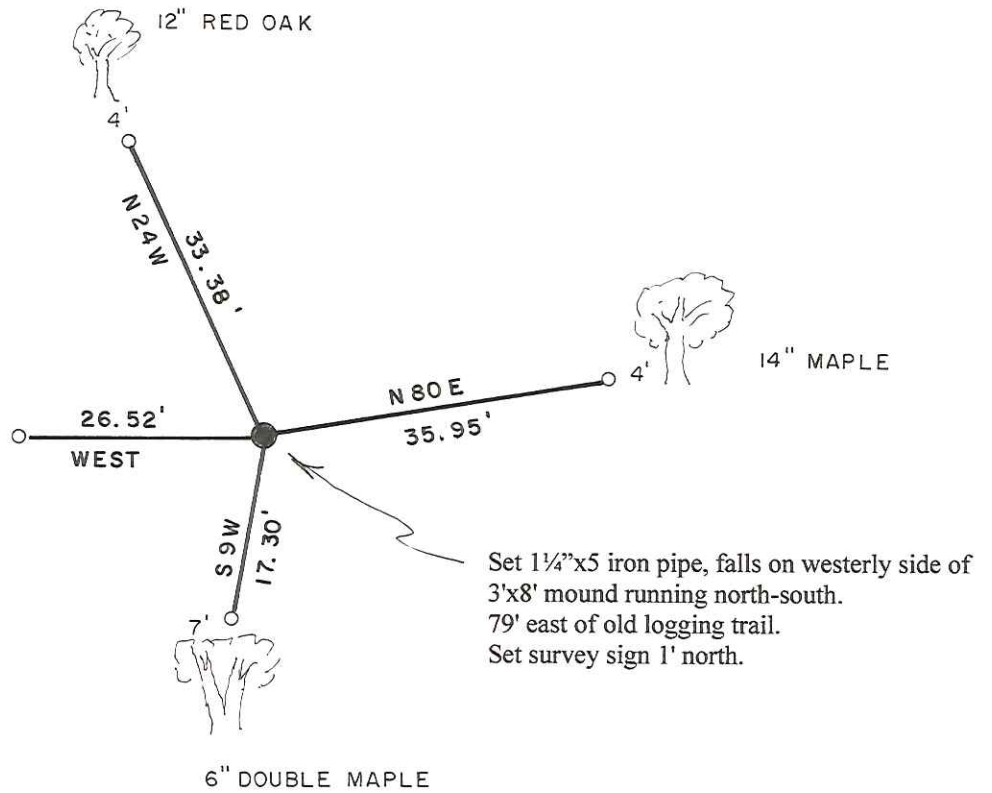 12" RED OAK
4'
N24W
33.38'
4'
14" MAPLE
N80E
35.95'
26.52'
WEST
S9W
17.30'
Set 1¼"x5 iron pipe, falls on westerly side of
3'x8' mound running north-south.
79' east of old logging trail.
Set survey sign 1' north.
7'
6" DOUBLE MAPLE